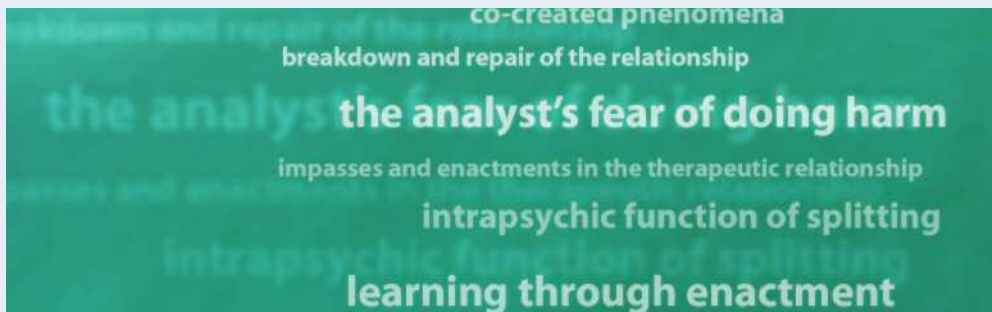 co-created phenomena
breakdown and repair of the relationship
the analyst’s fear of doing harm
impasses and enactments in the therapeutic relationship
intrapsychic function of splitting
learning through enactment